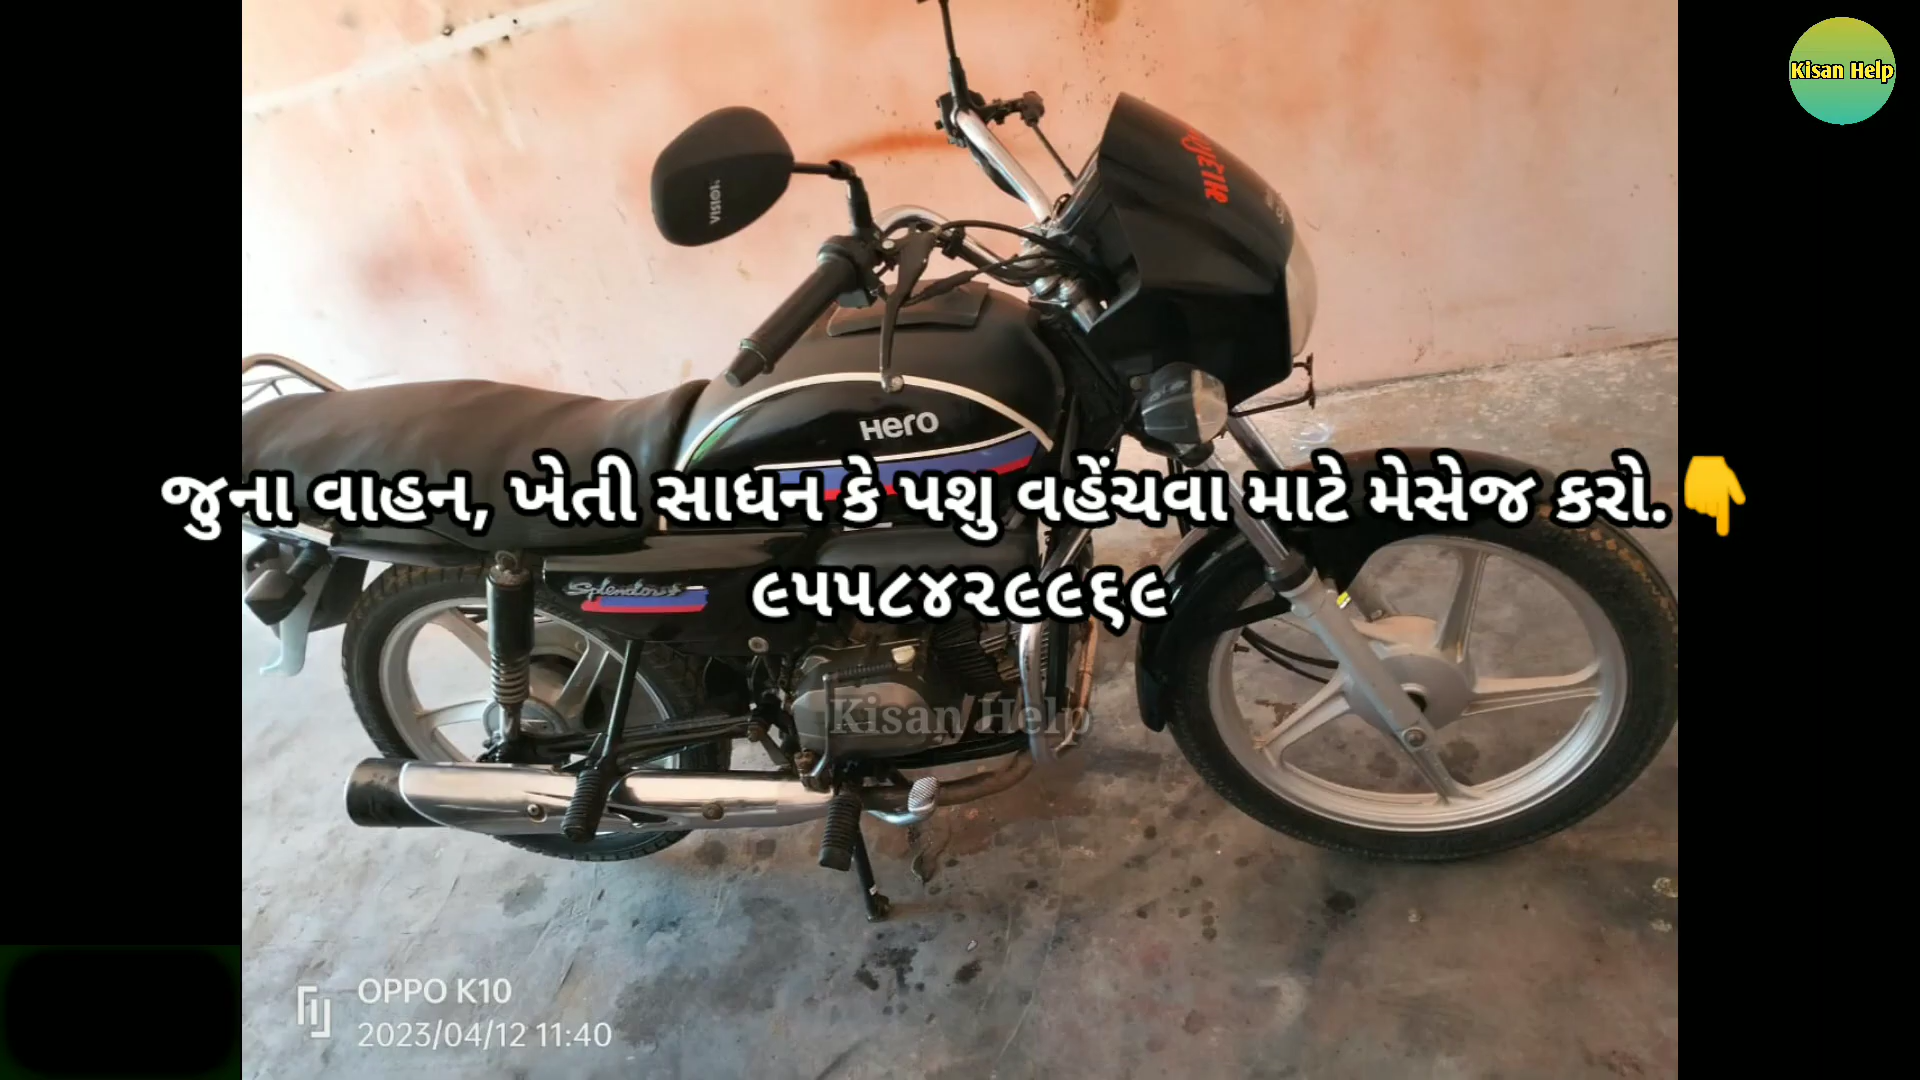 Kisan Help
VISION
Hero
જુના વાહન, ખેતી સાધન કે પશુ વહેંચવા માટે મેસેજ કરો.👇
૯૫૫૮૪૨૯૯૬૯
Splendor+
Kisan Help
OPPO K10
2023/04/12 11:40